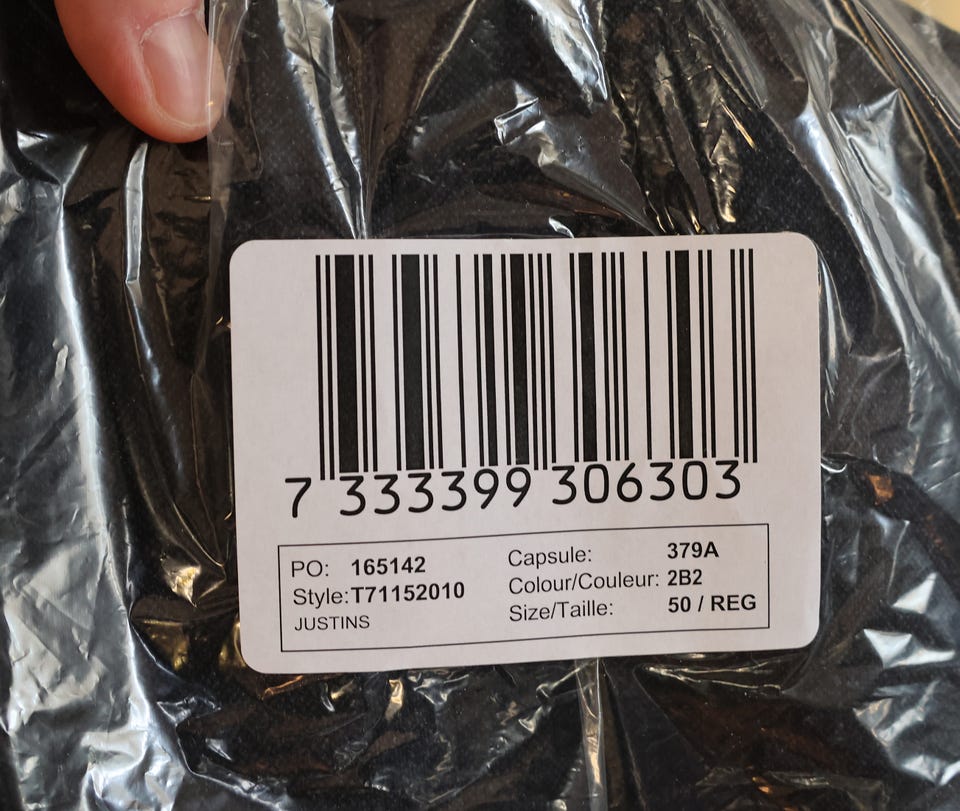 7 333399 306303
PO: 165142 Capsule: 379A
Style:T71152010 Colour/Couleur: 2B2
JUSTINS Size/Taille: 50 / REG